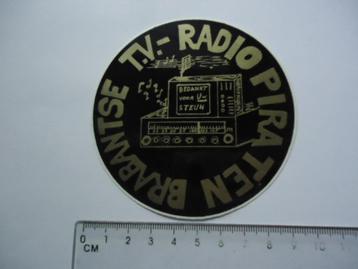 BRABANTSE T.V.- RADIO PIRATEN
BEDANKT
VOOR UW
STEUN
0 1 2 3 4 5 6 7 8 9 10 11
CM